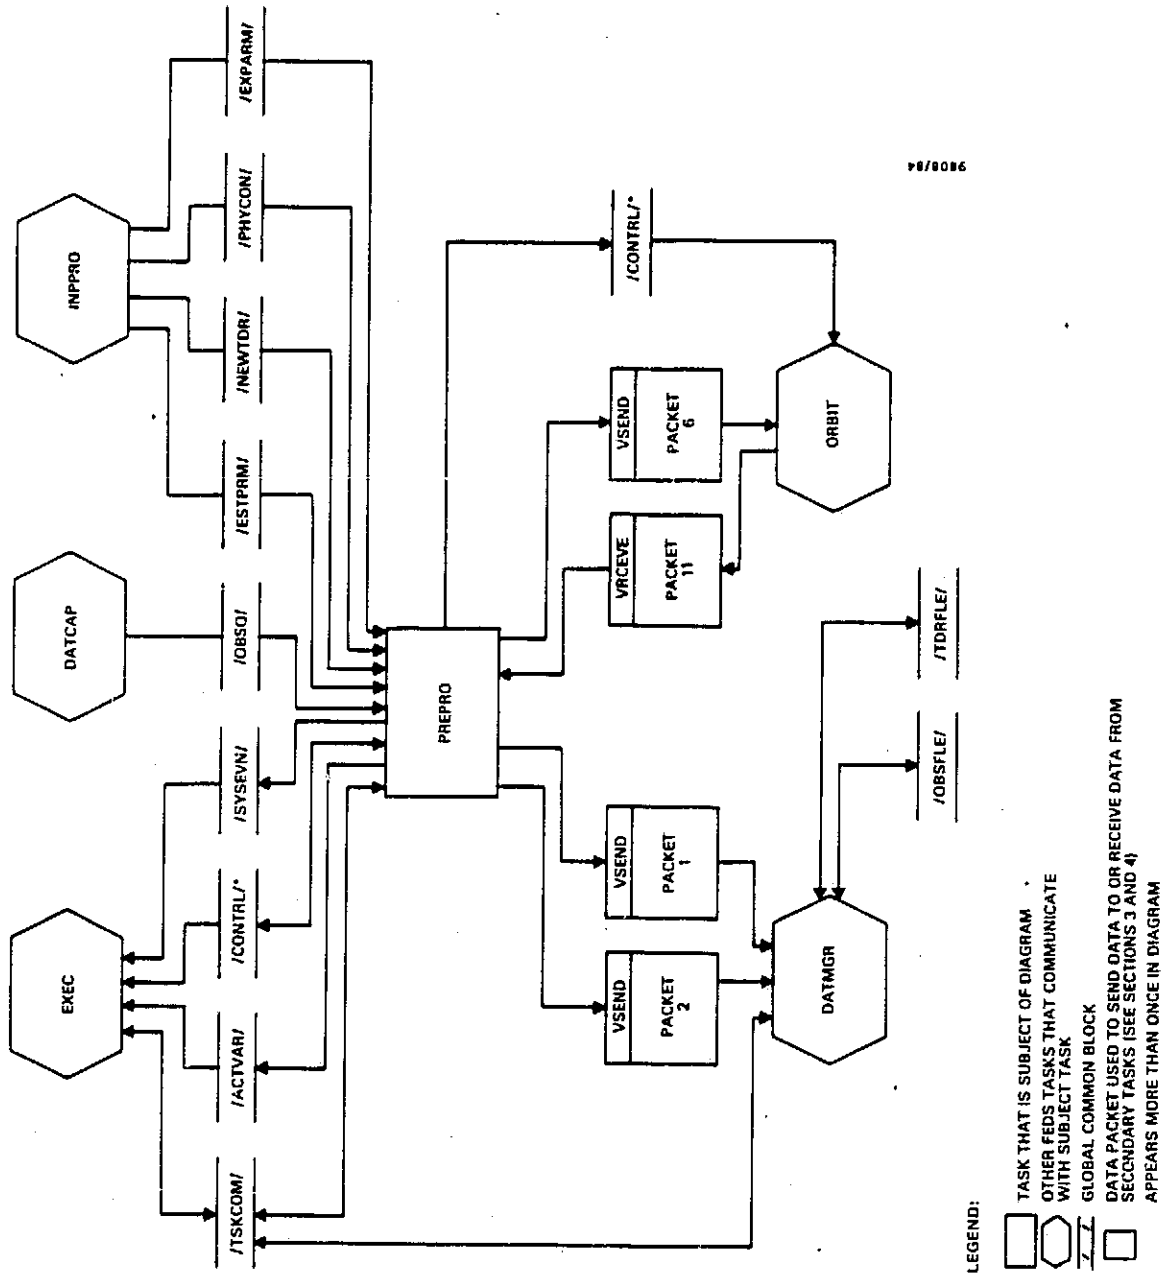 EXEC
DATCAP
INPPRO
/TSKCOM/
/ACTVAR/
/CONTRL/*
/SYSEVN/
/OBSQ/
/ESTPRM/
/NEWTDR/
/PHYCON/
/EXPARM/
PREPRO
VSEND
PACKET
2
VSEND
PACKET
1
VRCEVE
PACKET
11
VSEND
PACKET
6
/CONTRL/*
DATMGR
ORBIT
/OBSFLE/
/TDRFLE/
9808/84
LEGEND:
TASK THAT IS SUBJECT OF DIAGRAM
OTHER FEDS TASKS THAT COMMUNICATE
WITH SUBJECT TASK
/ /
GLOBAL COMMON BLOCK
DATA PACKET USED TO SEND DATA TO OR RECEIVE DATA FROM
SECONDARY TASKS (SEE SECTIONS 3 AND 4)
APPEARS MORE THAN ONCE IN DIAGRAM